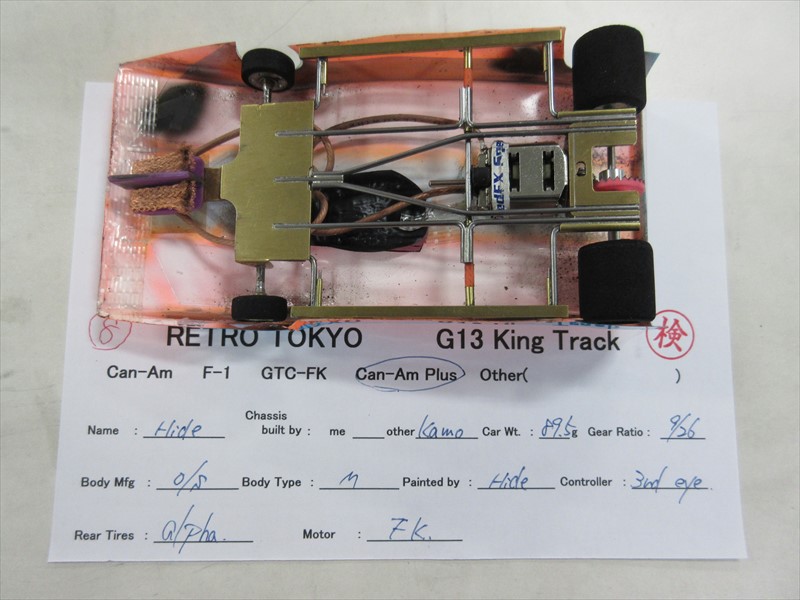 8 RETRO TOKYO G13 King Track 検
Can-Am F-1 GTC-FK Can-Am Plus Other( )
Name : Hide Chassis built by : me other Kamo Car Wt. : 89.5g Gear Ratio : 9/26
Body Mfg : O/S Body Type : M Painted by : Hide Controller : 3rd eye.
Rear Tires : Alpha. Motor : FK.